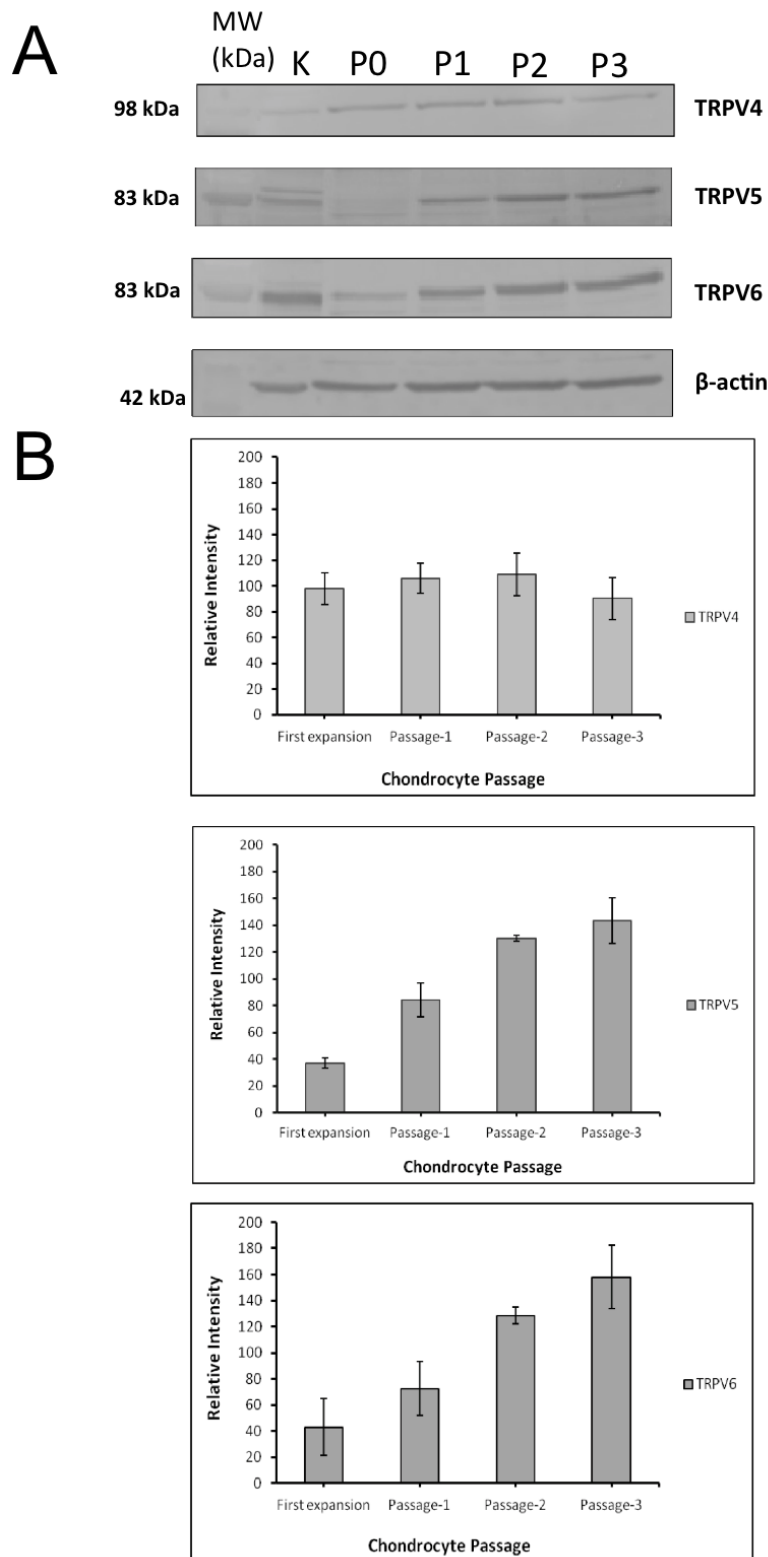 A
MW
(kDa) K P0 P1 P2 P3
98 kDa TRPV4
83 kDa TRPV5
83 kDa TRPV6
42 kDa β-actin
B
200
180
160
140
120
100
80
60
40
20
0
Relative Intensity
First expansion Passage-1 Passage-2 Passage-3
Chondrocyte Passage
TRPV4
200
180
160
140
120
100
80
60
40
20
0
Relative Intensity
First expansion Passage-1 Passage-2 Passage-3
Chondrocyte Passage
TRPV5
200
180
160
140
120
100
80
60
40
20
0
Relative Intensity
First expansion Passage-1 Passage-2 Passage-3
Chondrocyte Passage
TRPV6